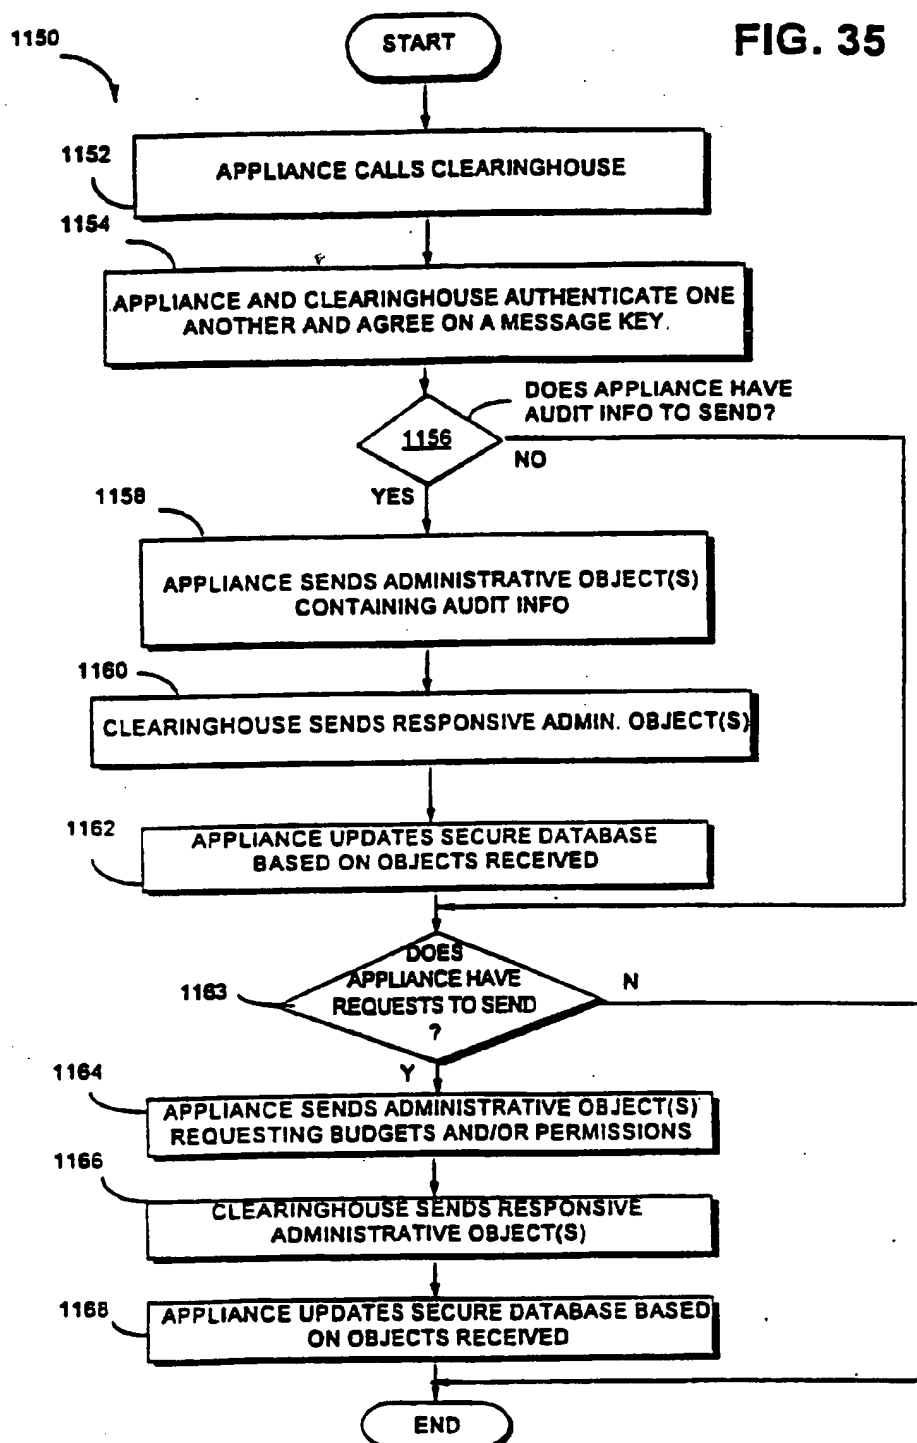 1150
START
FIG. 35
1152
APPLIANCE CALLS CLEARINGHOUSE
1154
APPLIANCE AND CLEARINGHOUSE AUTHENTICATE ONE
ANOTHER AND AGREE ON A MESSAGE KEY.
DOES APPLIANCE HAVE
AUDIT INFO TO SEND?
1156
NO
YES
1158
APPLIANCE SENDS ADMINISTRATIVE OBJECT(S)
CONTAINING AUDIT INFO
1160
CLEARINGHOUSE SENDS RESPONSIVE ADMIN. OBJECT(S)
1162
APPLIANCE UPDATES SECURE DATABASE
BASED ON OBJECTS RECEIVED
DOES
APPLIANCE HAVE
REQUESTS TO SEND
?
1163
N
Y
1164
APPLIANCE SENDS ADMINISTRATIVE OBJECT(S)
REQUESTING BUDGETS AND/OR PERMISSIONS
1166
CLEARINGHOUSE SENDS RESPONSIVE
ADMINISTRATIVE OBJECT(S)
1168
APPLIANCE UPDATES SECURE DATABASE BASED
ON OBJECTS RECEIVED
END